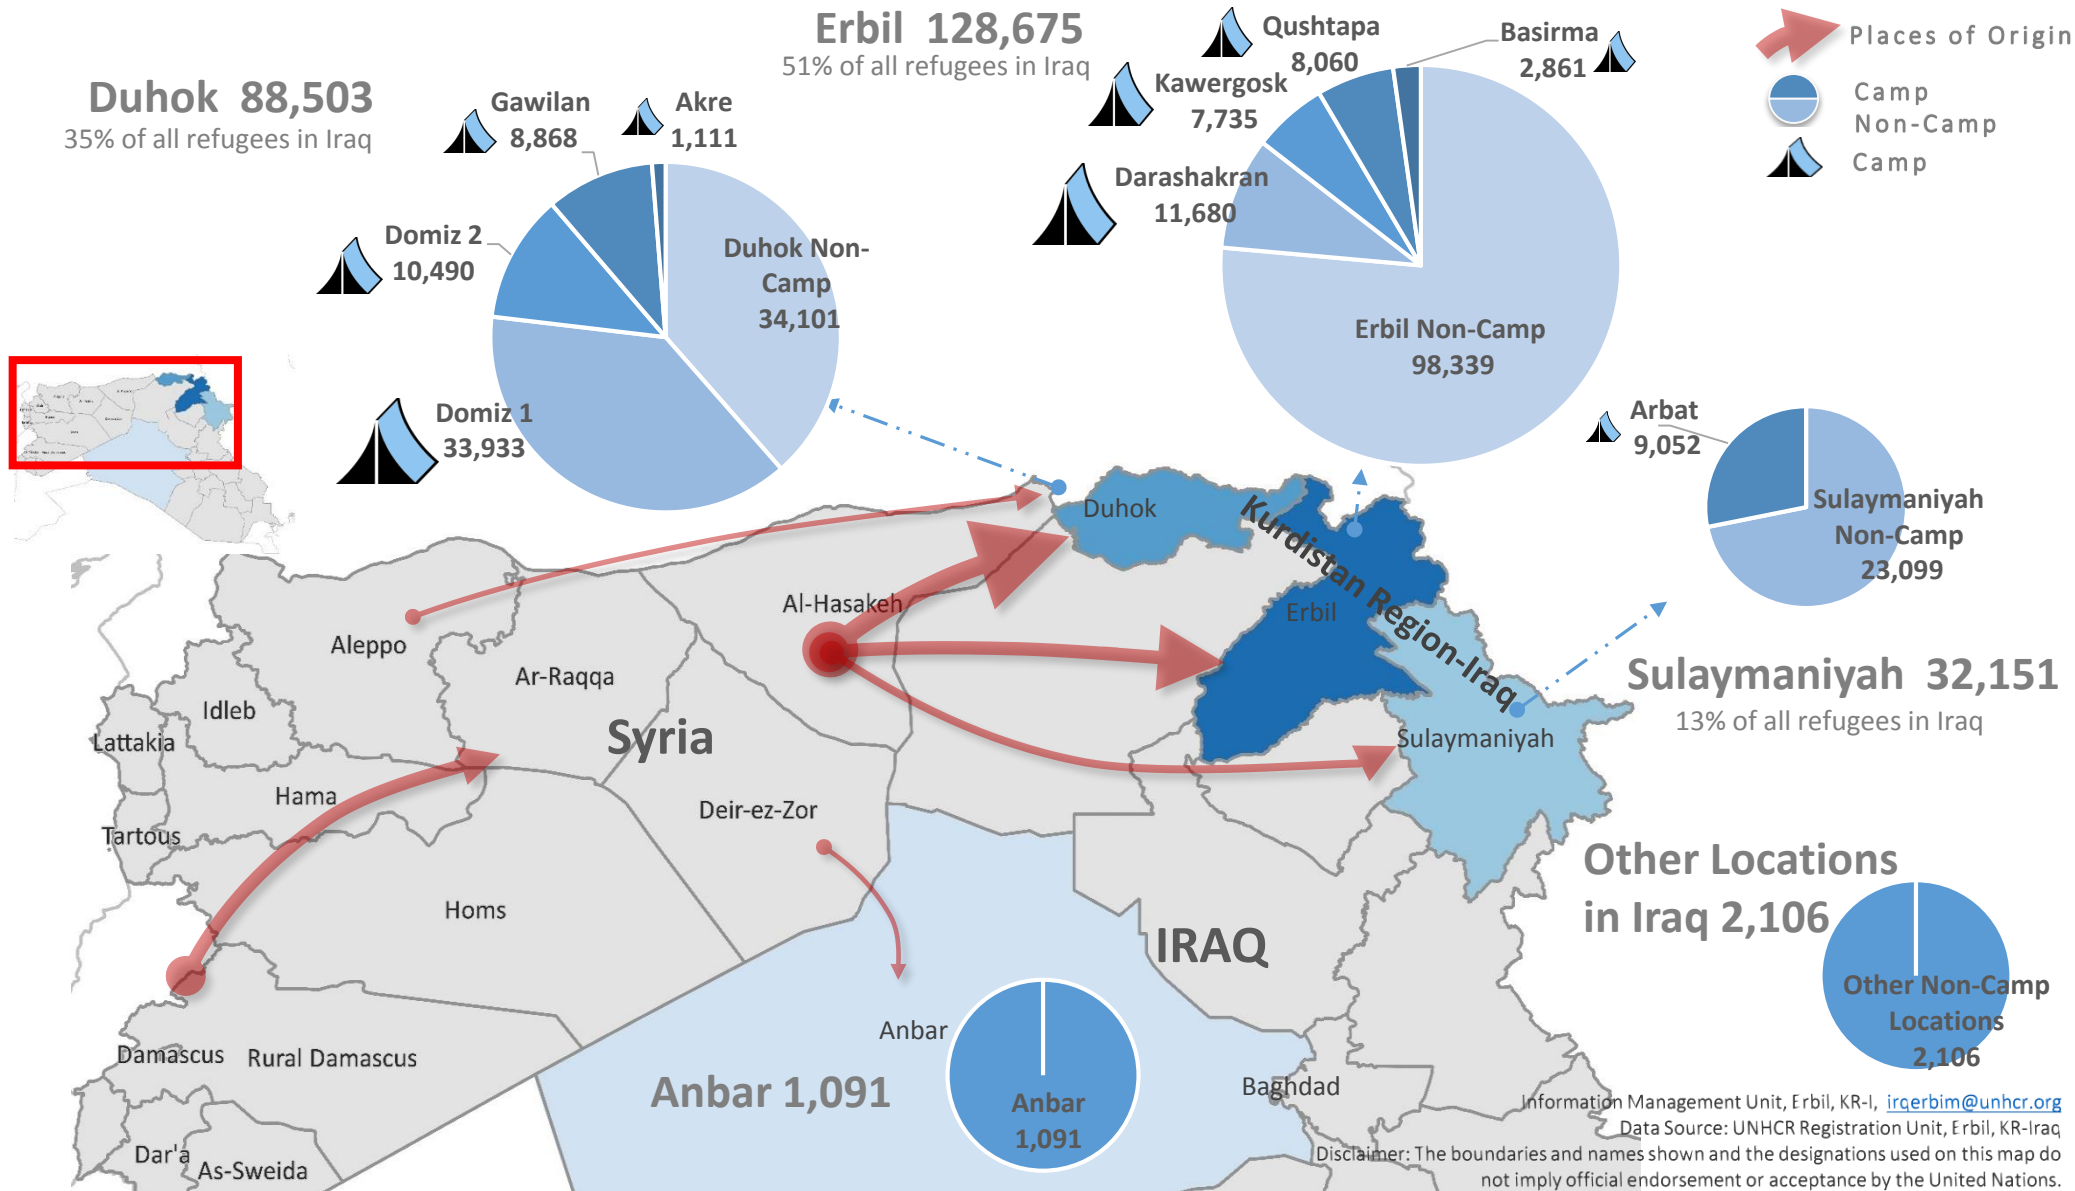 Erbil 128,675
51% of all refugees in Iraq
Duhok 88,503
35% of all refugees in Iraq
Gawilan
8,868
Akre
1,111
Domiz 2
10,490
Domiz 1
33,933
Duhok Non-
Camp
34,101
Qushtapa
8,060
Basirma
2,861
Kawergosk
7,735
Darashakran
11,680
Erbil Non-Camp
98,339
Places of Origin
Camp
Non-Camp
Camp
Arbat
9,052
Sulaymaniyah
Non-Camp
23,099
Sulaymaniyah 32,151
13% of all refugees in Iraq
Duhok
Kurdistan Region-Iraq
Erbil
Sulaymaniyah
Al-Hasakeh
Aleppo
Ar-Raqqa
Idleb
Lattakia
Syria
Hama
Deir-ez-Zor
Tartous
Homs
IRAQ
Damascus
Rural Damascus
Dar'a
As-Sweida
Anbar
Baghdad
Anbar 1,091
Anbar
1,091
Other Locations
in Iraq 2,106
Other Non-Camp
Locations
2,106
Information Management Unit, Erbil, KR-I, irqerbim@unhcr.org
Data Source: UNHCR Registration Unit, Erbil, KR-Iraq
Disclaimer: The boundaries and names shown and the designations used on this map do
not imply official endorsement or acceptance by the United Nations.